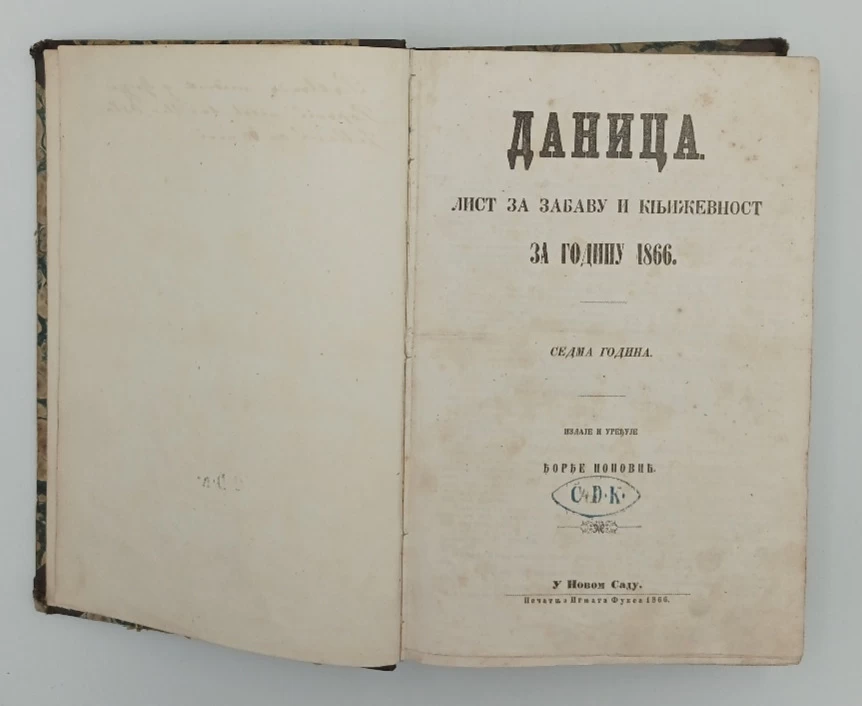 ДАНИЦА.
ЛИСТ ЗА ЗАБАВУ И КЊИЖЕВНОСТ
ЗА ГОДИНУ 1866.
СЕДМА ГОДИНА.
ИЗДАЈЕ И УРЕЂУЈЕ
ЂОРЂЕ ПОПОВИЋ.
С. Ђ. К.
У Новом Саду.
Печатња Игњата Фукса 1866.